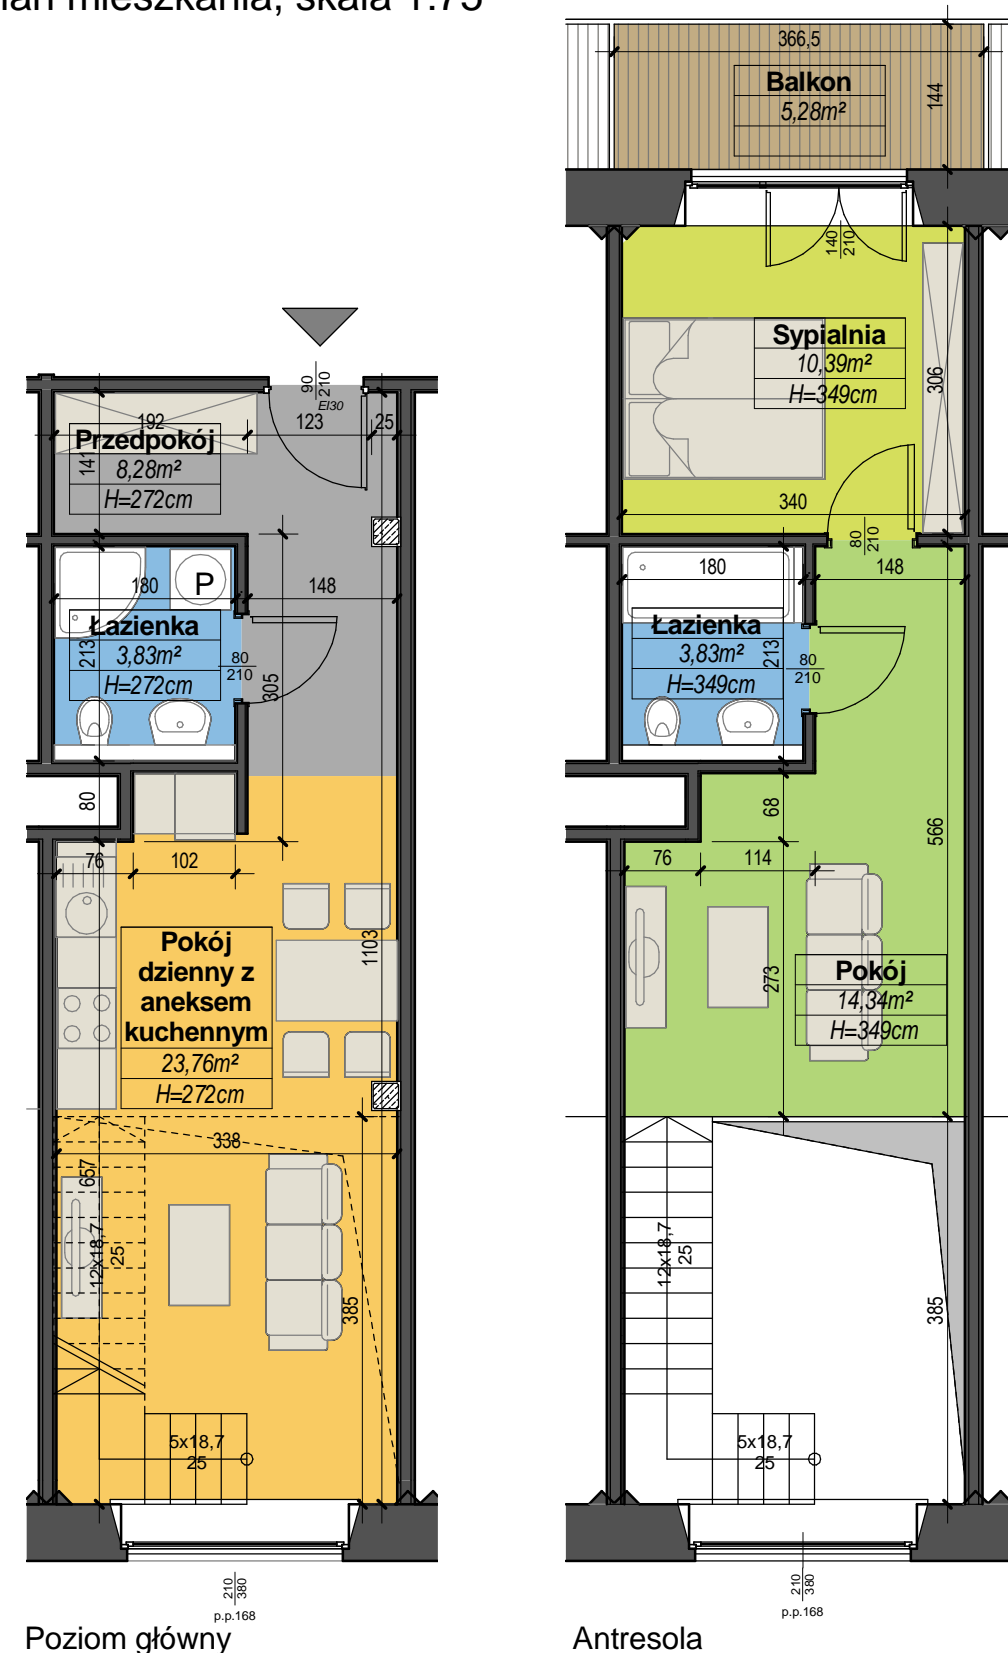 mieszkania, skala 1:75
366,5
Balkon
5,28m²
144
140
210
Sypialnia
10,39m²
H=349cm
306
340
80
210
180
148
Łazienka
3,83m²
H=349cm
213
80
210
68
566
76
114
273
Pokój
14,34m²
H=349cm
12x18,7
25
385
5x18,7
25
210
380
p.p.168
Antresola
90
210
EI30
192
123
25
Przedpokój
8,28m²
H=272cm
141
180
P
148
Łazienka
3,83m²
H=272cm
213
80
210
305
80
76
102
1103
Pokój
dzienny z
aneksem
kuchennym
23,76m²
H=272cm
338
657
12x18,7
25
385
5x18,7
25
210
380
p.p.168
Poziom główny